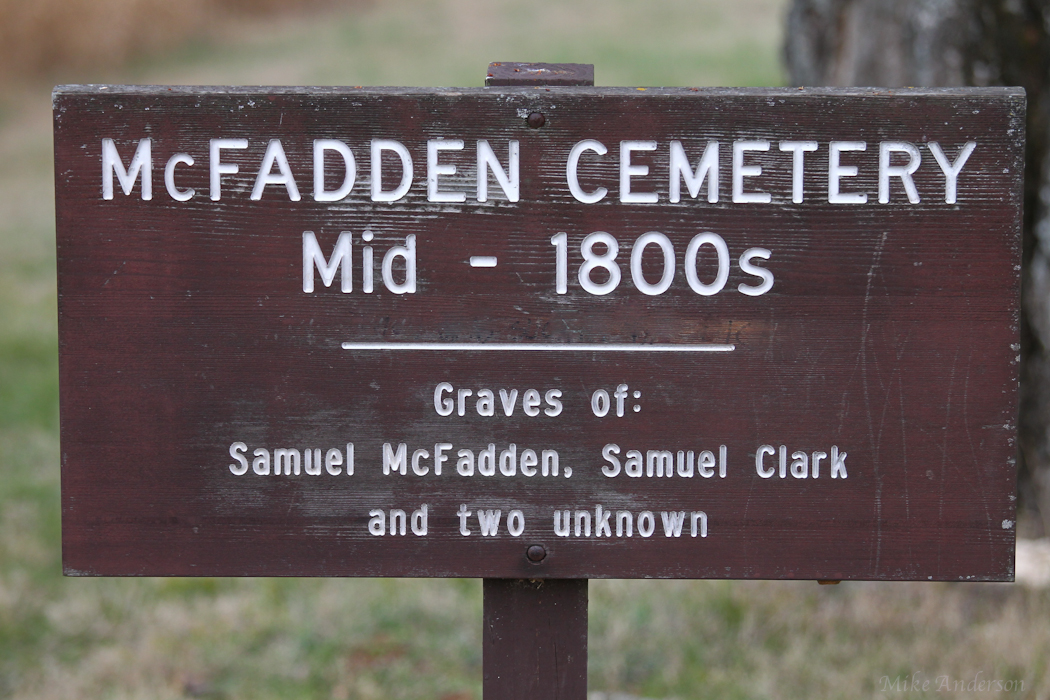 McFADDEN CEMETERY
Mid - 1800s
Graves of:
Samuel McFadden, Samuel Clark
and two unknown
Mike Anderson